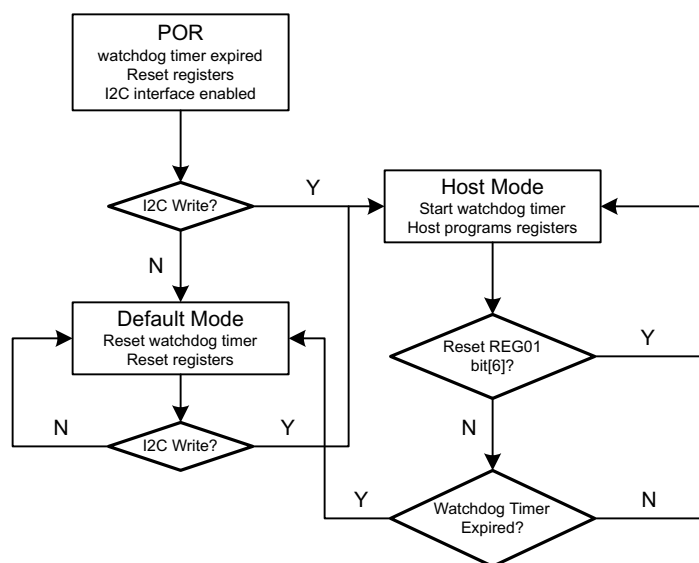 POR
watchdog timer expired
Reset registers
I2C interface enabled
I2C Write?
Y
N
Host Mode
Start watchdog timer
Host programs registers
Default Mode
Reset watchdog timer
Reset registers
Reset REG01
bit[6]?
Y
N
I2C Write?
N
Y
Watchdog Timer
Expired?
Y
N